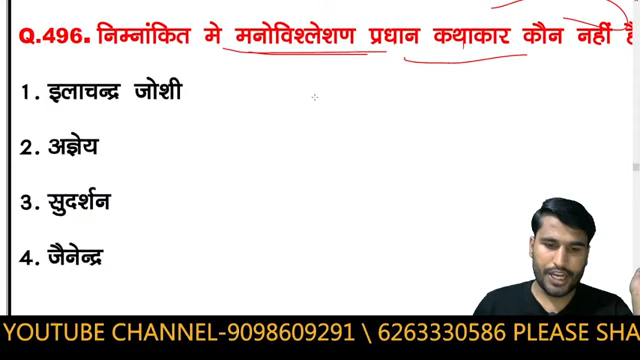 Q.496. निम्नांकित मे मनोविश्लेशण प्रधान कथाकार कौन नहीं है
1. इलाचन्द्र जोशी
2. अज्ञेय
3. सुदर्शन
4. जैनेन्द्र
YOUTUBE CHANNEL-9098609291 \ 6263330586 PLEASE SHA